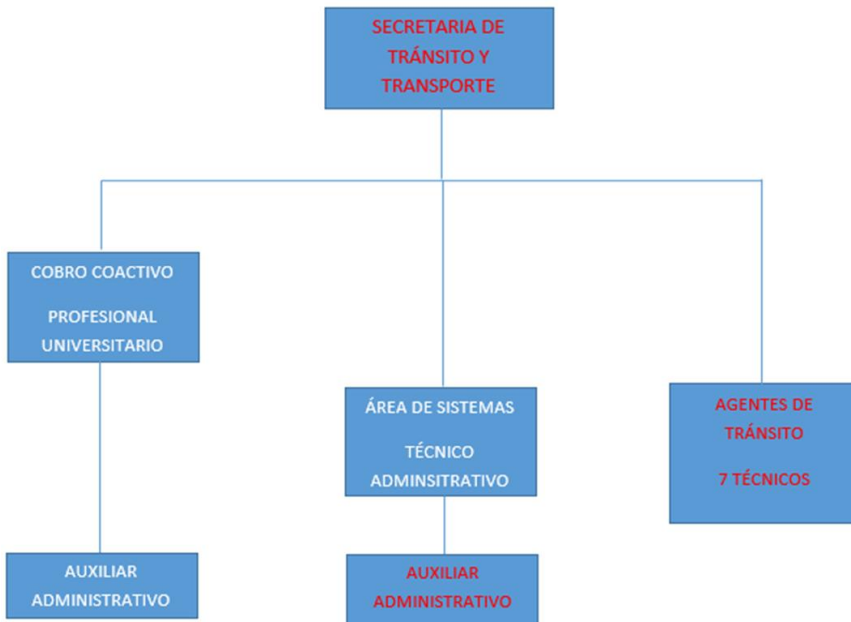 SECRETARIA DE
TRÁNSITO Y
TRANSPORTE
COBRO COACTIVO
PROFESIONAL
UNIVERSITARIO
ÁREA DE SISTEMAS
TÉCNICO
ADMINSITRATIVO
AGENTES DE
TRÁNSITO
7 TÉCNICOS
AUXILIAR
ADMINISTRATIVO
AUXILIAR
ADMINISTRATIVO